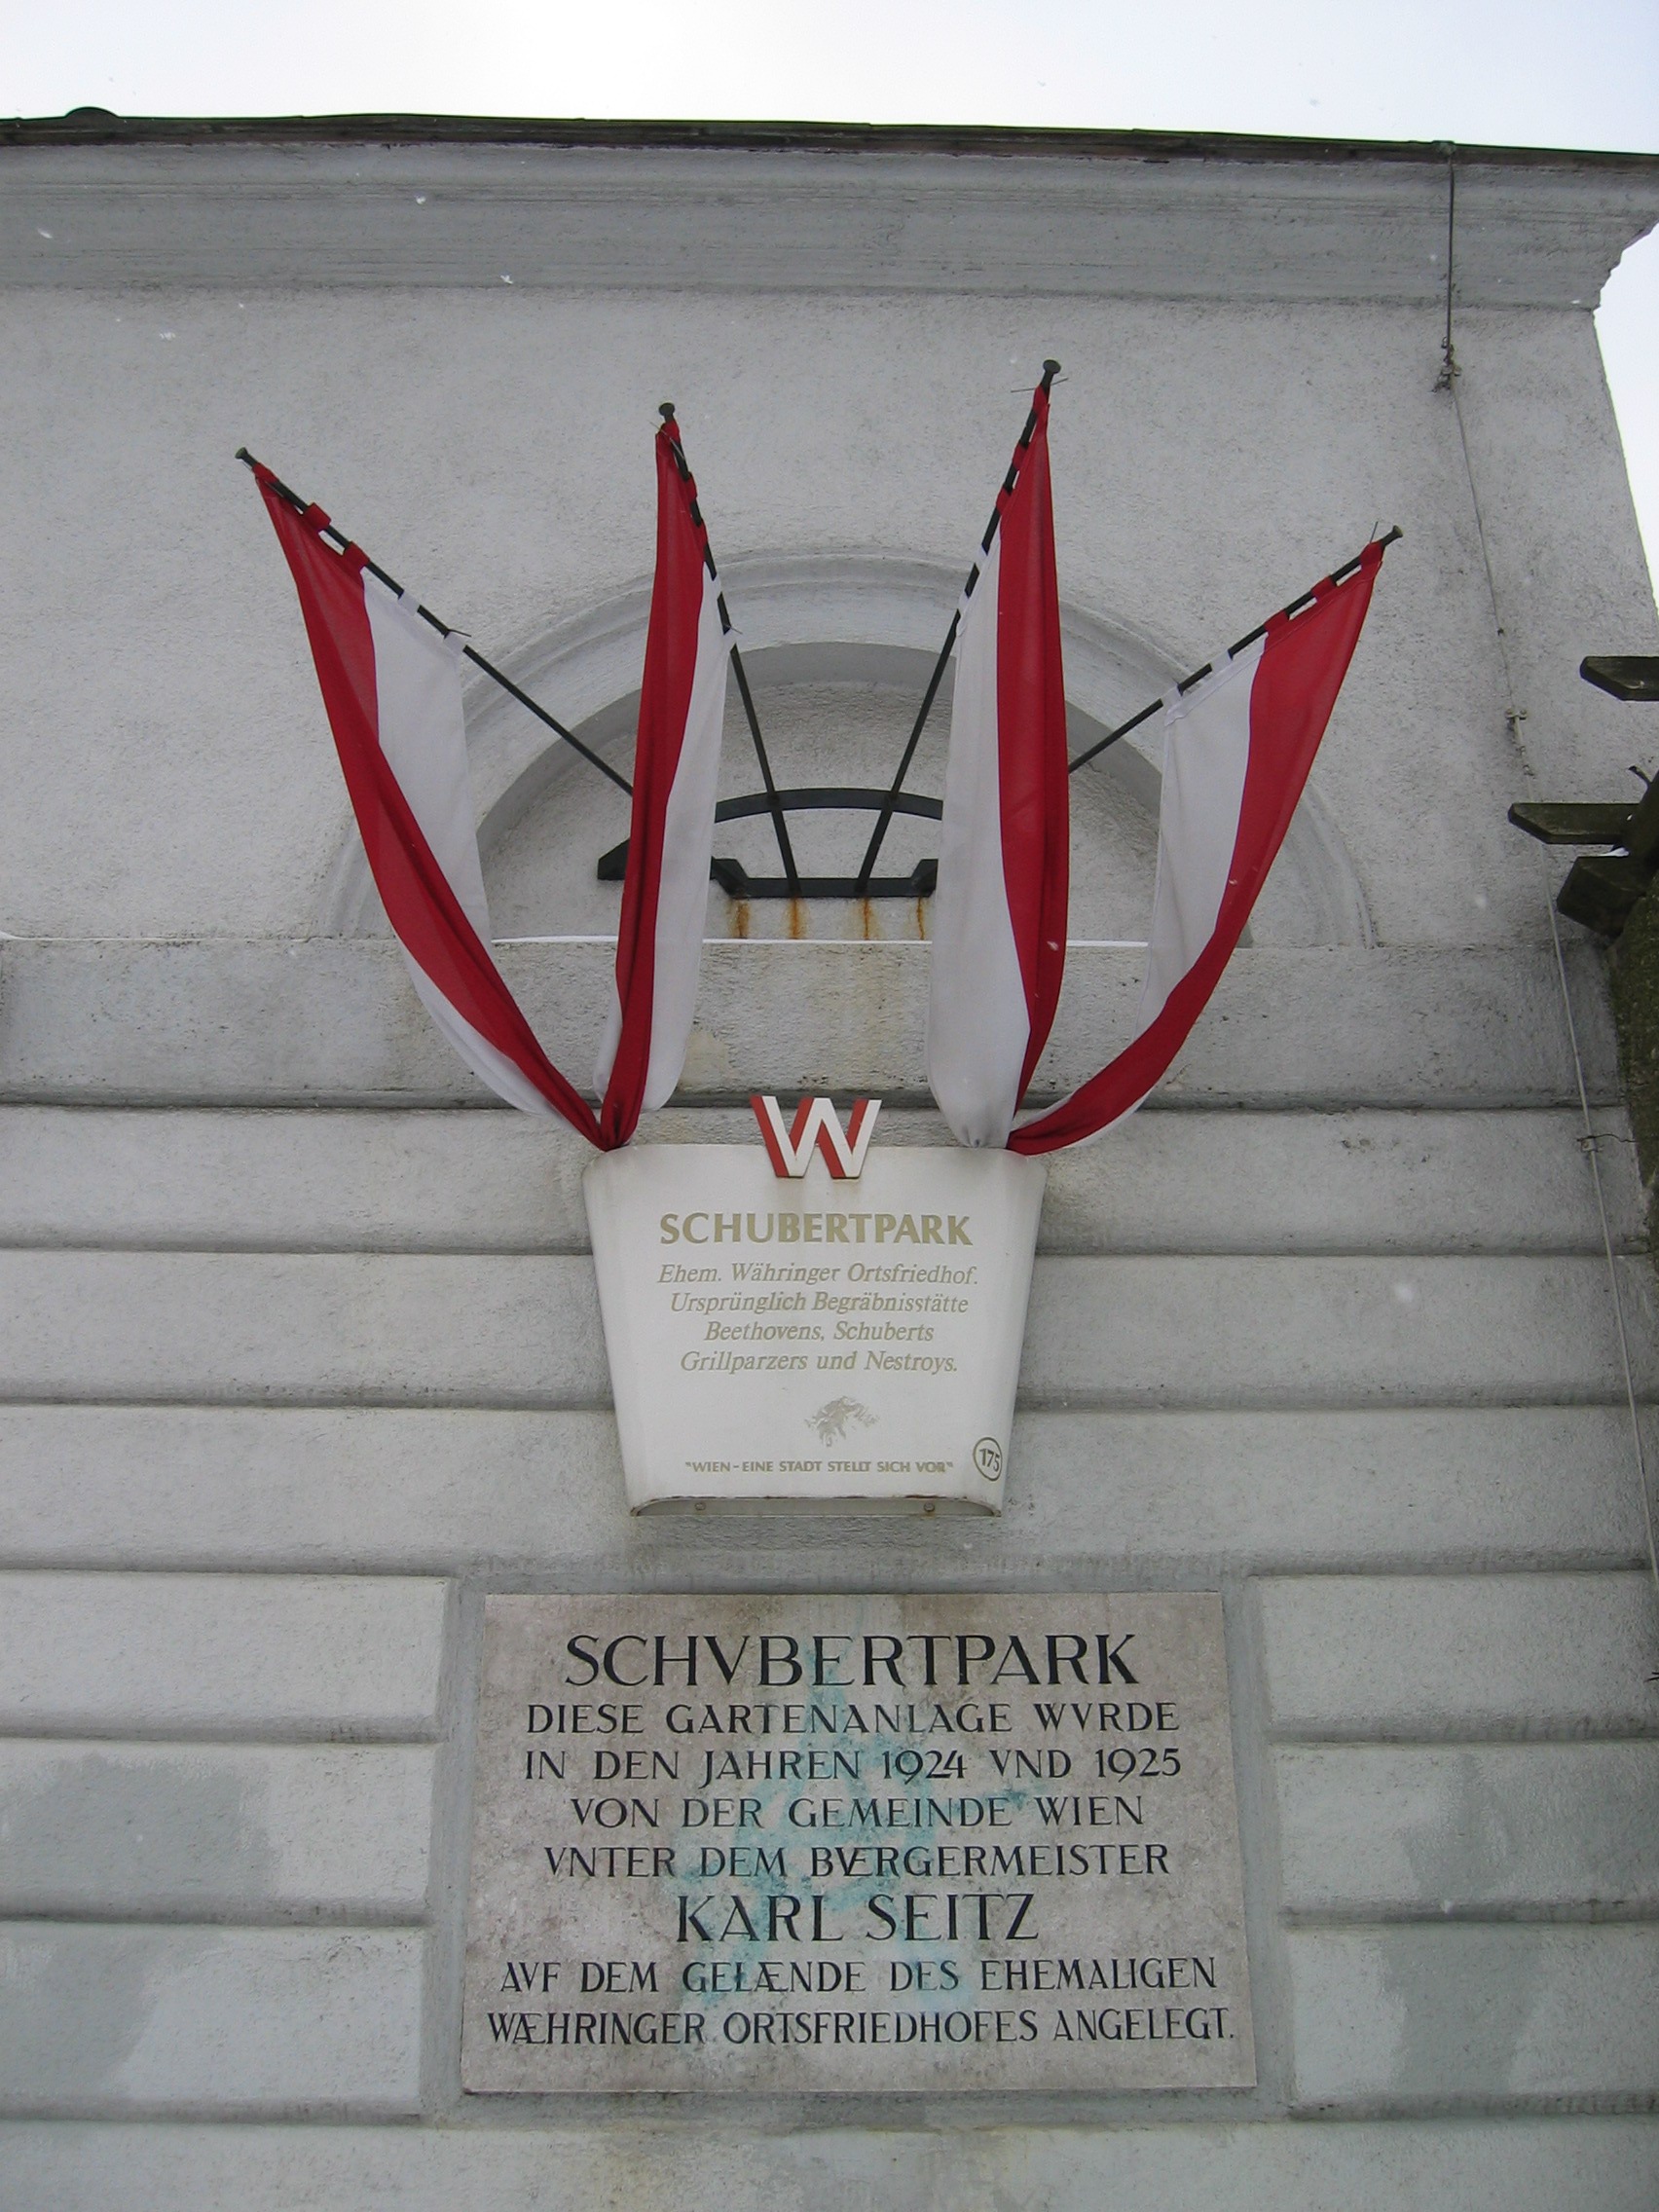 W
SCHUBERTPARK
Ehem. Währinger Ortsfriedhof.
Ursprünglich Begräbnisstätte
Beethovens, Schuberts
Grillparzers und Nestroys.
"WIEN-EINE STADT STELLT SICH VOR"
175
SCHVBERTPARK
DIESE GARTENANLAGE WVRDE
IN DEN JAHREN 1924 VND 1925
VON DER GEMEINDE WIEN
VNTER DEM BVERGERMEISTER
KARL SEITZ
AVF DEM GELÆNDE DES EHEMALIGEN
WÆHRINGER ORTSFRIEDHOFES ANGELEGT.